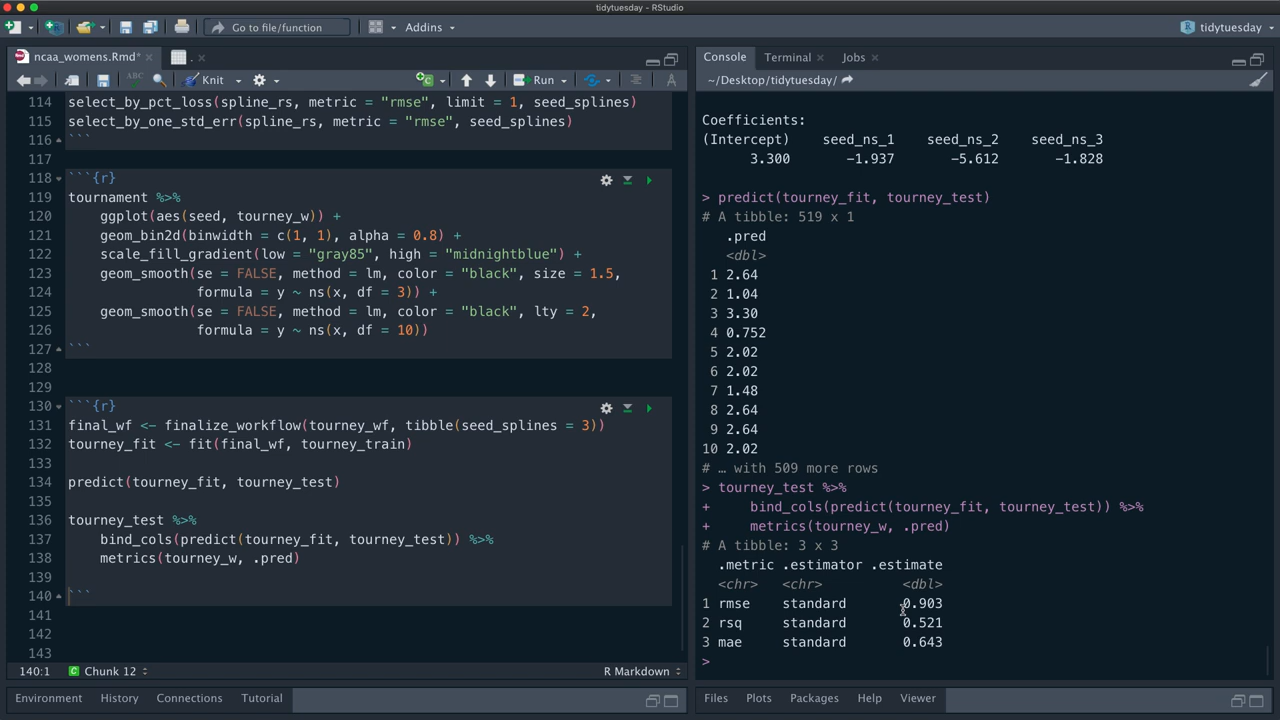 tidytuesday - RStudio
Go to file/function
Addins
tidytuesday
ncaa_womens.Rmd*
.
Knit
Run
ABC
114 select_by_pct_loss(spline_rs, metric = "rmse", limit = 1, seed_splines)
115 select_by_one_std_err(spline_rs, metric = "rmse", seed_splines)
116 ```
117
118 ```{r}
119 tournament %>%
120 ggplot(aes(seed, tourney_w)) +
121 geom_bin2d(binwidth = c(1, 1), alpha = 0.8) +
122 scale_fill_gradient(low = "gray85", high = "midnightblue") +
123 geom_smooth(se = FALSE, method = lm, color = "black", size = 1.5,
124 formula = y ~ ns(x, df = 3)) +
125 geom_smooth(se = FALSE, method = lm, color = "black", lty = 2,
126 formula = y ~ ns(x, df = 10))
127 ```
128
129
130 ```{r}
131 final_wf <- finalize_workflow(tourney_wf, tibble(seed_splines = 3))
132 tourney_fit <- fit(final_wf, tourney_train)
133
134 predict(tourney_fit, tourney_test)
135
136 tourney_test %>%
137 bind_cols(predict(tourney_fit, tourney_test)) %>%
138 metrics(tourney_w, .pred)
139
140 ```
141
142
143
140:1 Chunk 12 R Markdown
Environment History Connections Tutorial
Console Terminal Jobs
~/Desktop/tidytuesday/
Coefficients:
(Intercept) seed_ns_1 seed_ns_2 seed_ns_3
3.300 -1.937 -5.612 -1.828
> predict(tourney_fit, tourney_test)
# A tibble: 519 x 1
.pred
<dbl>
1 2.64
2 1.04
3 3.30
4 0.752
5 2.02
6 2.02
7 1.48
8 2.64
9 2.64
10 2.02
# … with 509 more rows
> tourney_test %>%
+ bind_cols(predict(tourney_fit, tourney_test)) %>%
+ metrics(tourney_w, .pred)
# A tibble: 3 x 3
.metric .estimator .estimate
<chr> <chr> <dbl>
1 rmse standard 0.903
2 rsq standard 0.521
3 mae standard 0.643
>
Files Plots Packages Help Viewer